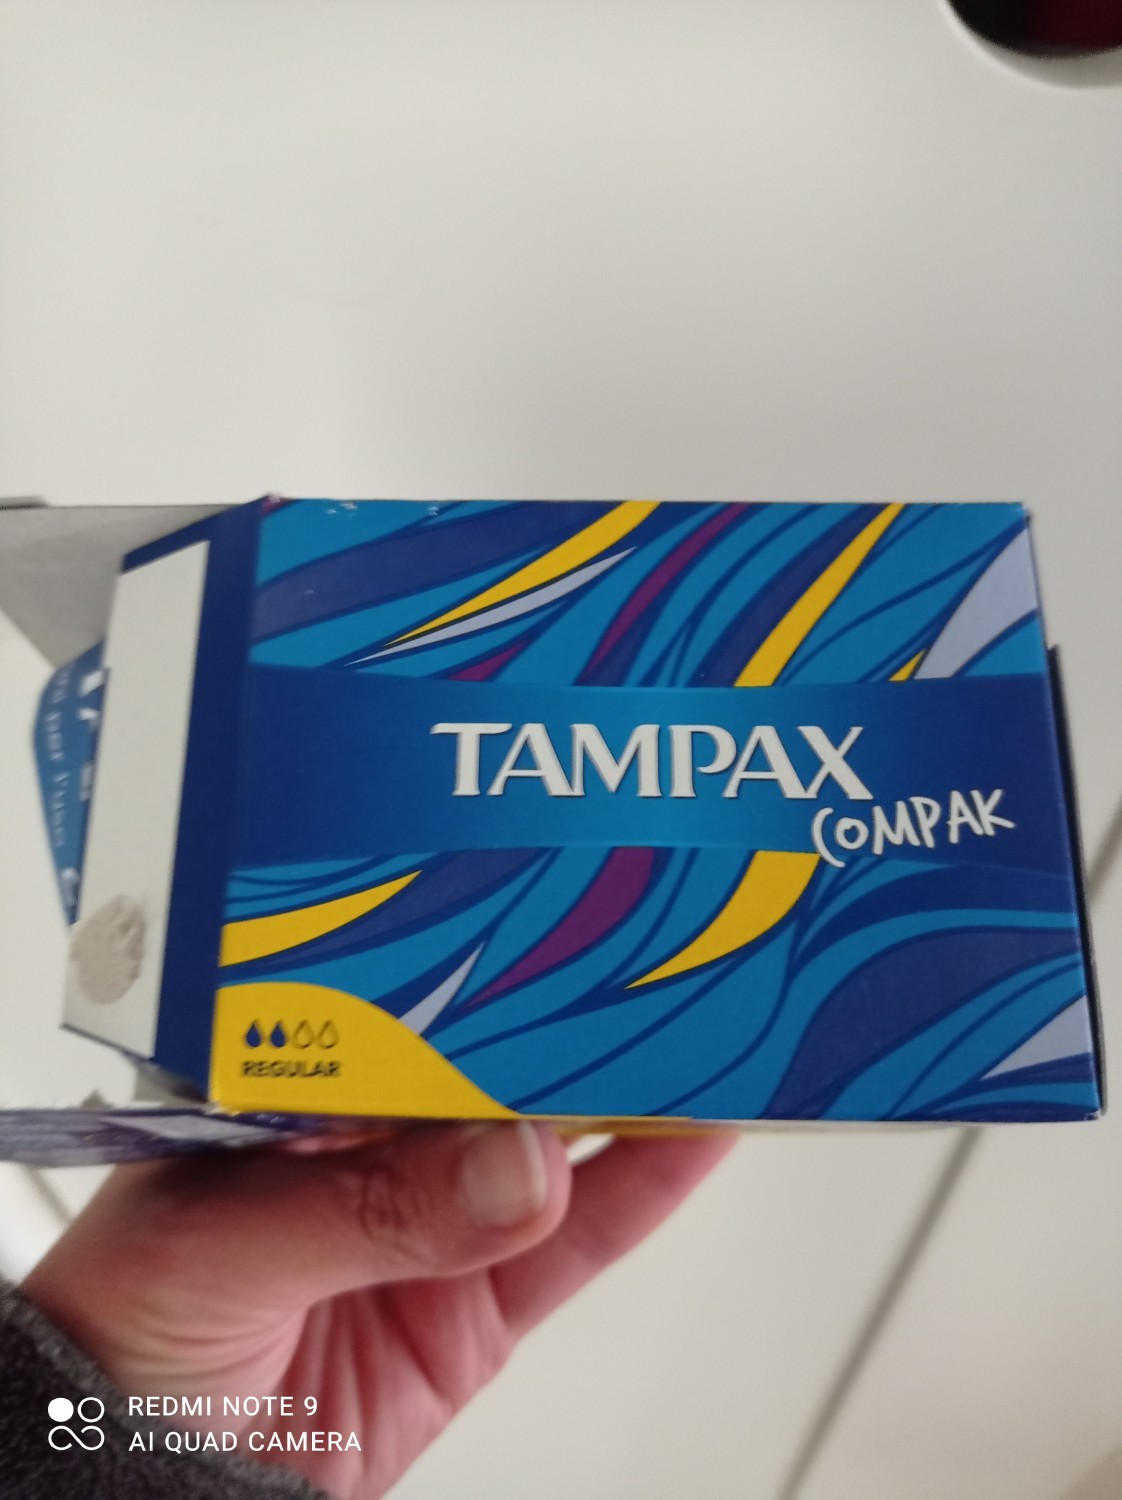 TAMPAX
COMPAK
REGULAR
REDMI NOTE 9
AI QUAD CAMERA